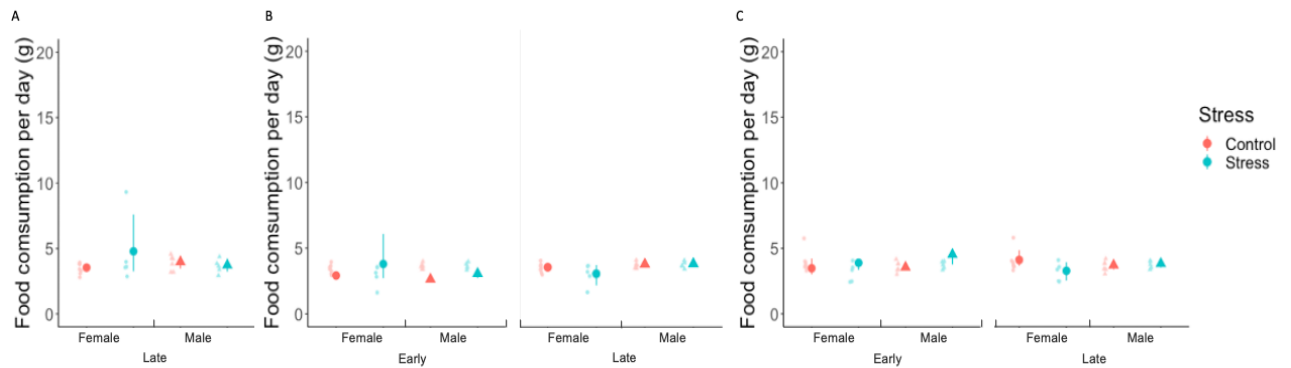 A B C
Food comsumption per day (g)
20
15
10
5
0
Female Male
Late
Food comsumption per day (g)
20
15
10
5
0
Female Male Female Male
Early Late
Food comsumption per day (g)
20
15
10
5
0
Female Male Female Male
Early Late
Stress
Control
Stress